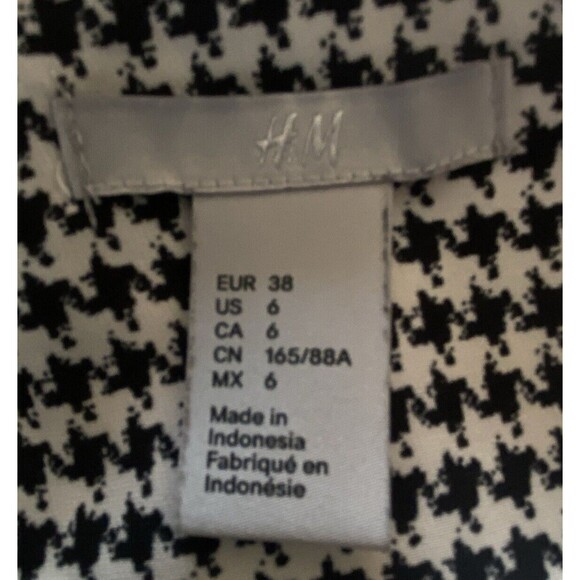 H&M
EUR 38
US 6
CA 6
CN 165/88A
MX 6
Made in
Indonesia
Fabriqué en
Indonésie